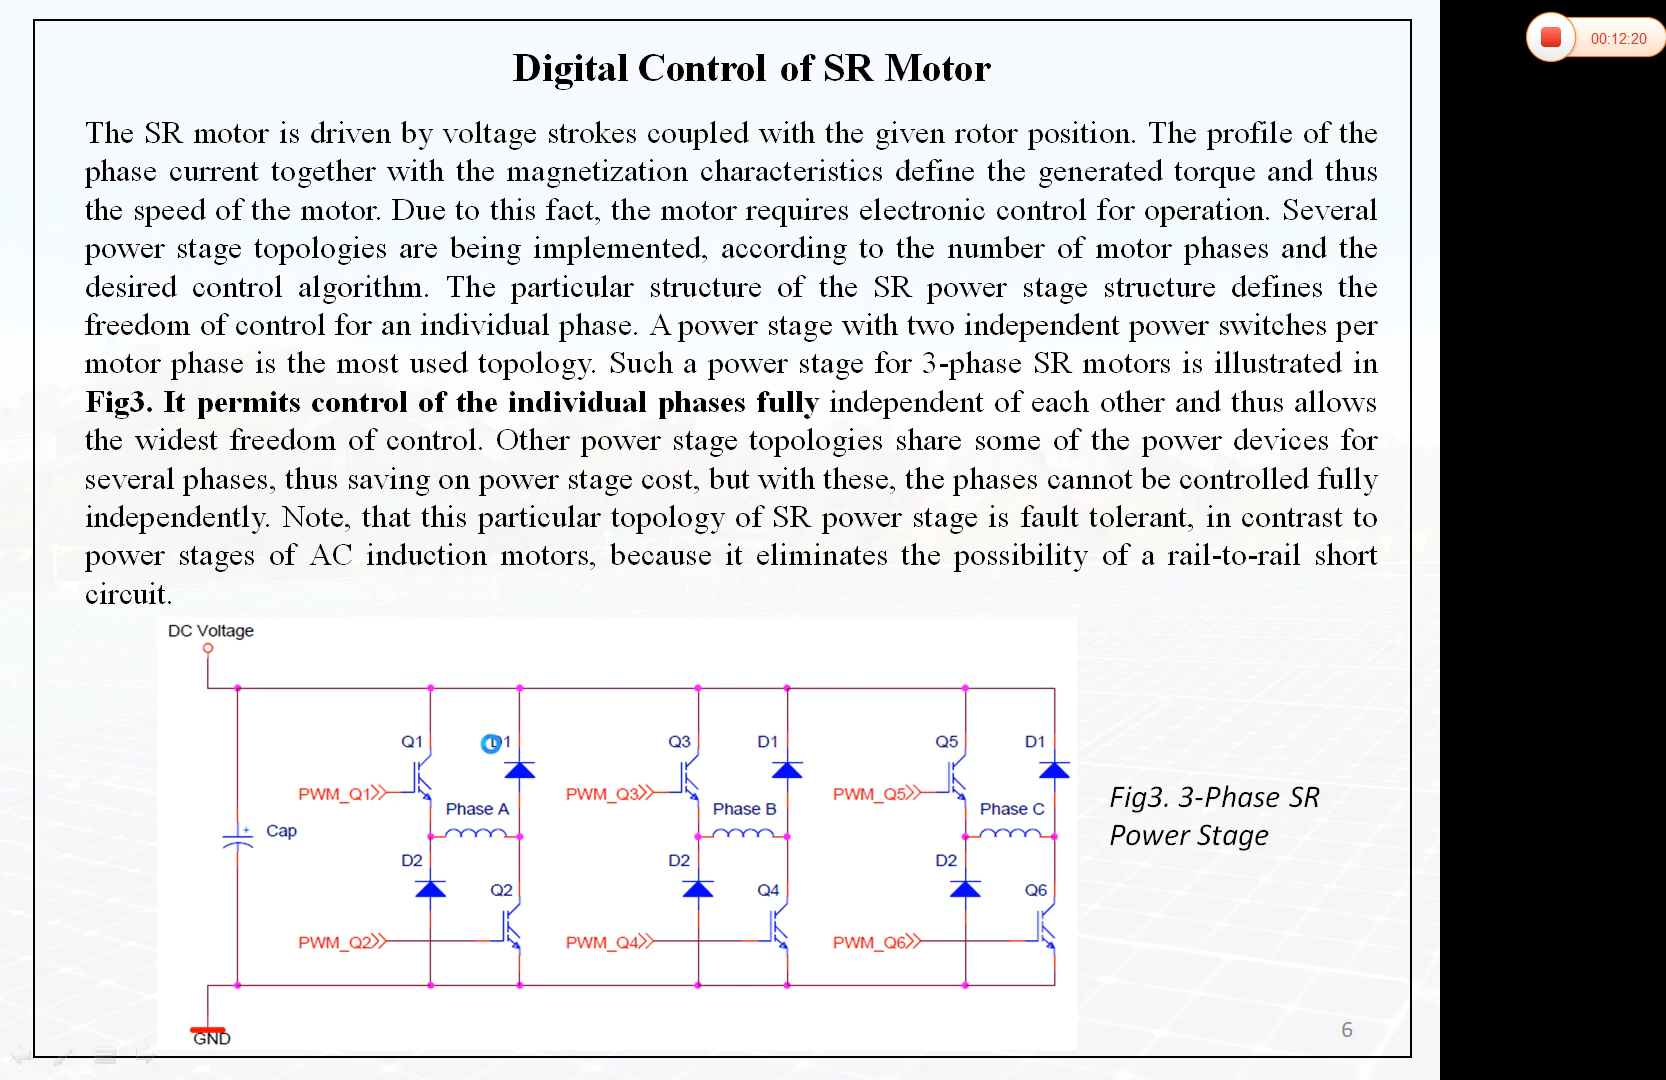 00:12:20
Digital Control of SR Motor
The SR motor is driven by voltage strokes coupled with the given rotor position. The profile of the
phase current together with the magnetization characteristics define the generated torque and thus
the speed of the motor. Due to this fact, the motor requires electronic control for operation. Several
power stage topologies are being implemented, according to the number of motor phases and the
desired control algorithm. The particular structure of the SR power stage structure defines the
freedom of control for an individual phase. A power stage with two independent power switches per
motor phase is the most used topology. Such a power stage for 3-phase SR motors is illustrated in
Fig3. It permits control of the individual phases fully independent of each other and thus allows
the widest freedom of control. Other power stage topologies share some of the power devices for
several phases, thus saving on power stage cost, but with these, the phases cannot be controlled fully
independently. Note, that this particular topology of SR power stage is fault tolerant, in contrast to
power stages of AC induction motors, because it eliminates the possibility of a rail-to-rail short
circuit.
DC Voltage
Q1 D1 Q3 D1 Q5 D1
PWM_Q1 PWM_Q3 PWM_Q5
Phase A Phase B Phase C
+
Cap
D2 D2 D2
Q2 Q4 Q6
PWM_Q2 PWM_Q4 PWM_Q6
GND
Fig3. 3-Phase SR
Power Stage
6